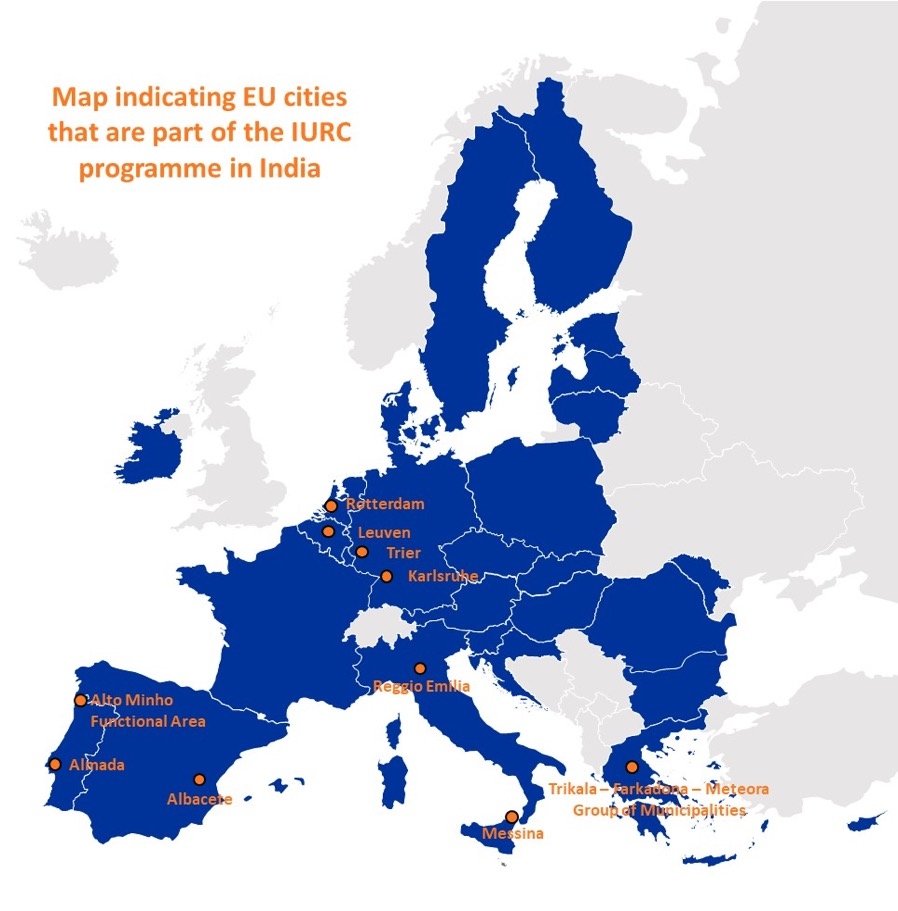 Map indicating EU cities
that are part of the IURC
programme in India
Rotterdam
Leuven
Trier
Karlsruhe
Reggio Emilia
Alto Minho
Functional Area
Almada
Albacete
Trikala – Farkadona – Meteora
Group of Municipalities
Messina